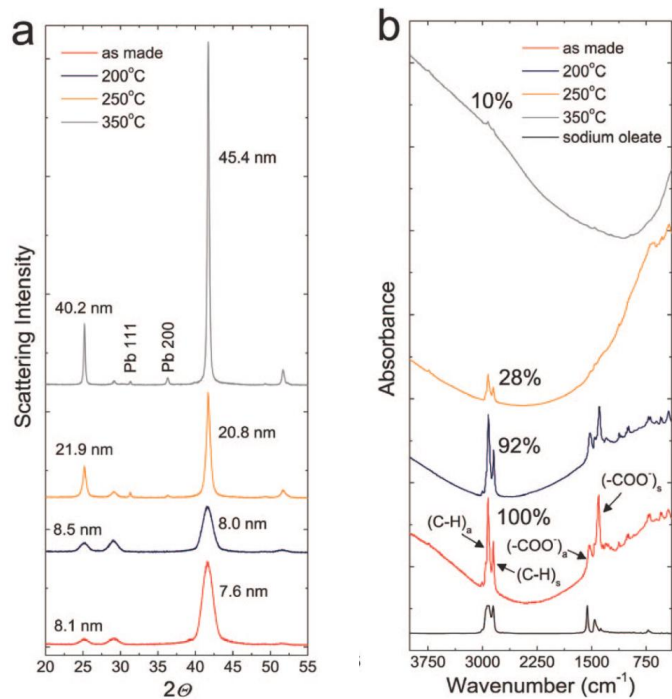 a
as made
200°C
250°C
350°C
45.4 nm
40.2 nm
Pb 111
Pb 200
21.9 nm
20.8 nm
8.5 nm
8.0 nm
7.6 nm
8.1 nm
Scattering Intensity
20 25 30 35 40 45 50 55
2Θ
b
as made
200°C
250°C
350°C
sodium oleate
10%
28%
92%
100%
(-COO⁻)s
(C-H)a
(-COO⁻)a
(C-H)s
Absorbance
3750 3000 2250 1500 750
Wavenumber (cm⁻¹)